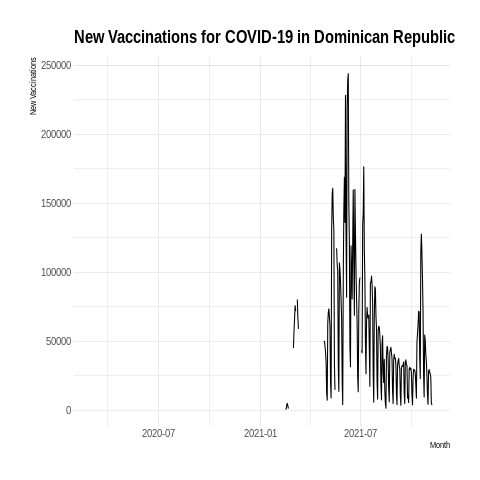 New Vaccinations for COVID-19 in Dominican Republic
New Vaccinations
250000
200000
150000
100000
50000
0
2020-07 2021-01 2021-07
Month